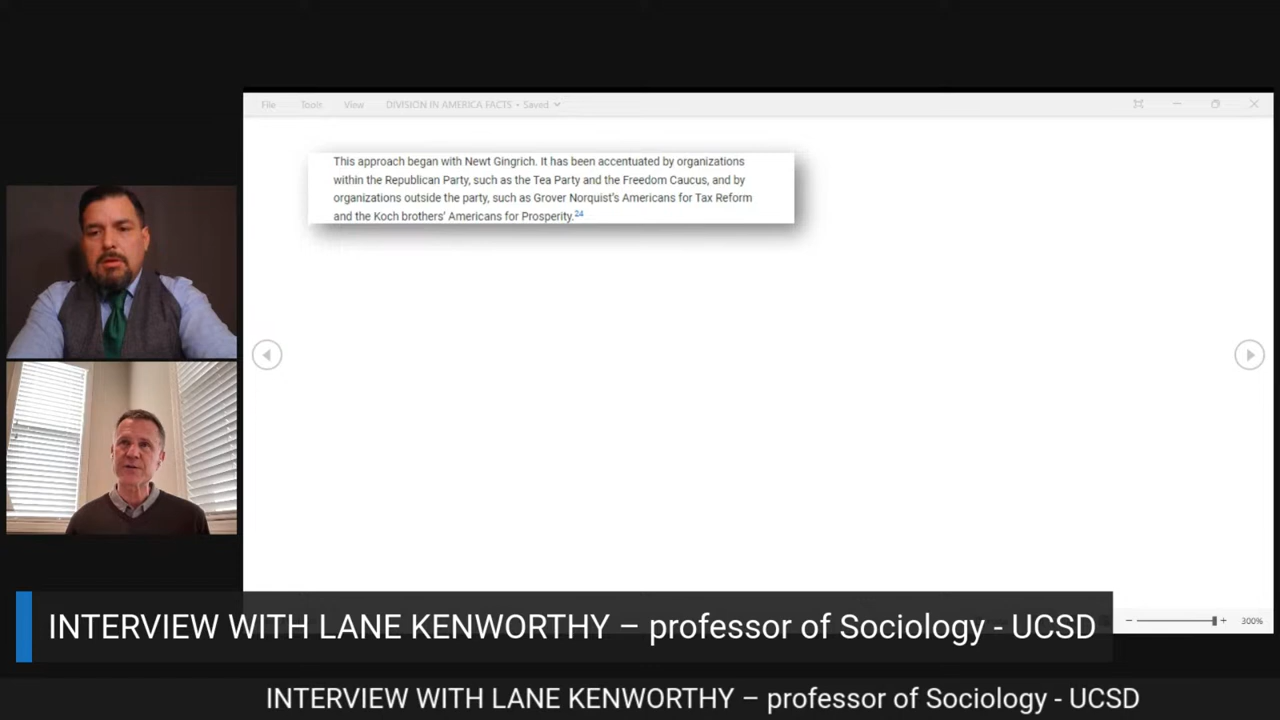 File Tools View DIVISION IN AMERICA FACTS • Saved
This approach began with Newt Gingrich. It has been accentuated by organizations
within the Republican Party, such as the Tea Party and the Freedom Caucus, and by
organizations outside the party, such as Grover Norquist's Americans for Tax Reform
and the Koch brothers' Americans for Prosperity.24
INTERVIEW WITH LANE KENWORTHY – professor of Sociology - UCSD
300%
INTERVIEW WITH LANE KENWORTHY – professor of Sociology - UCSD